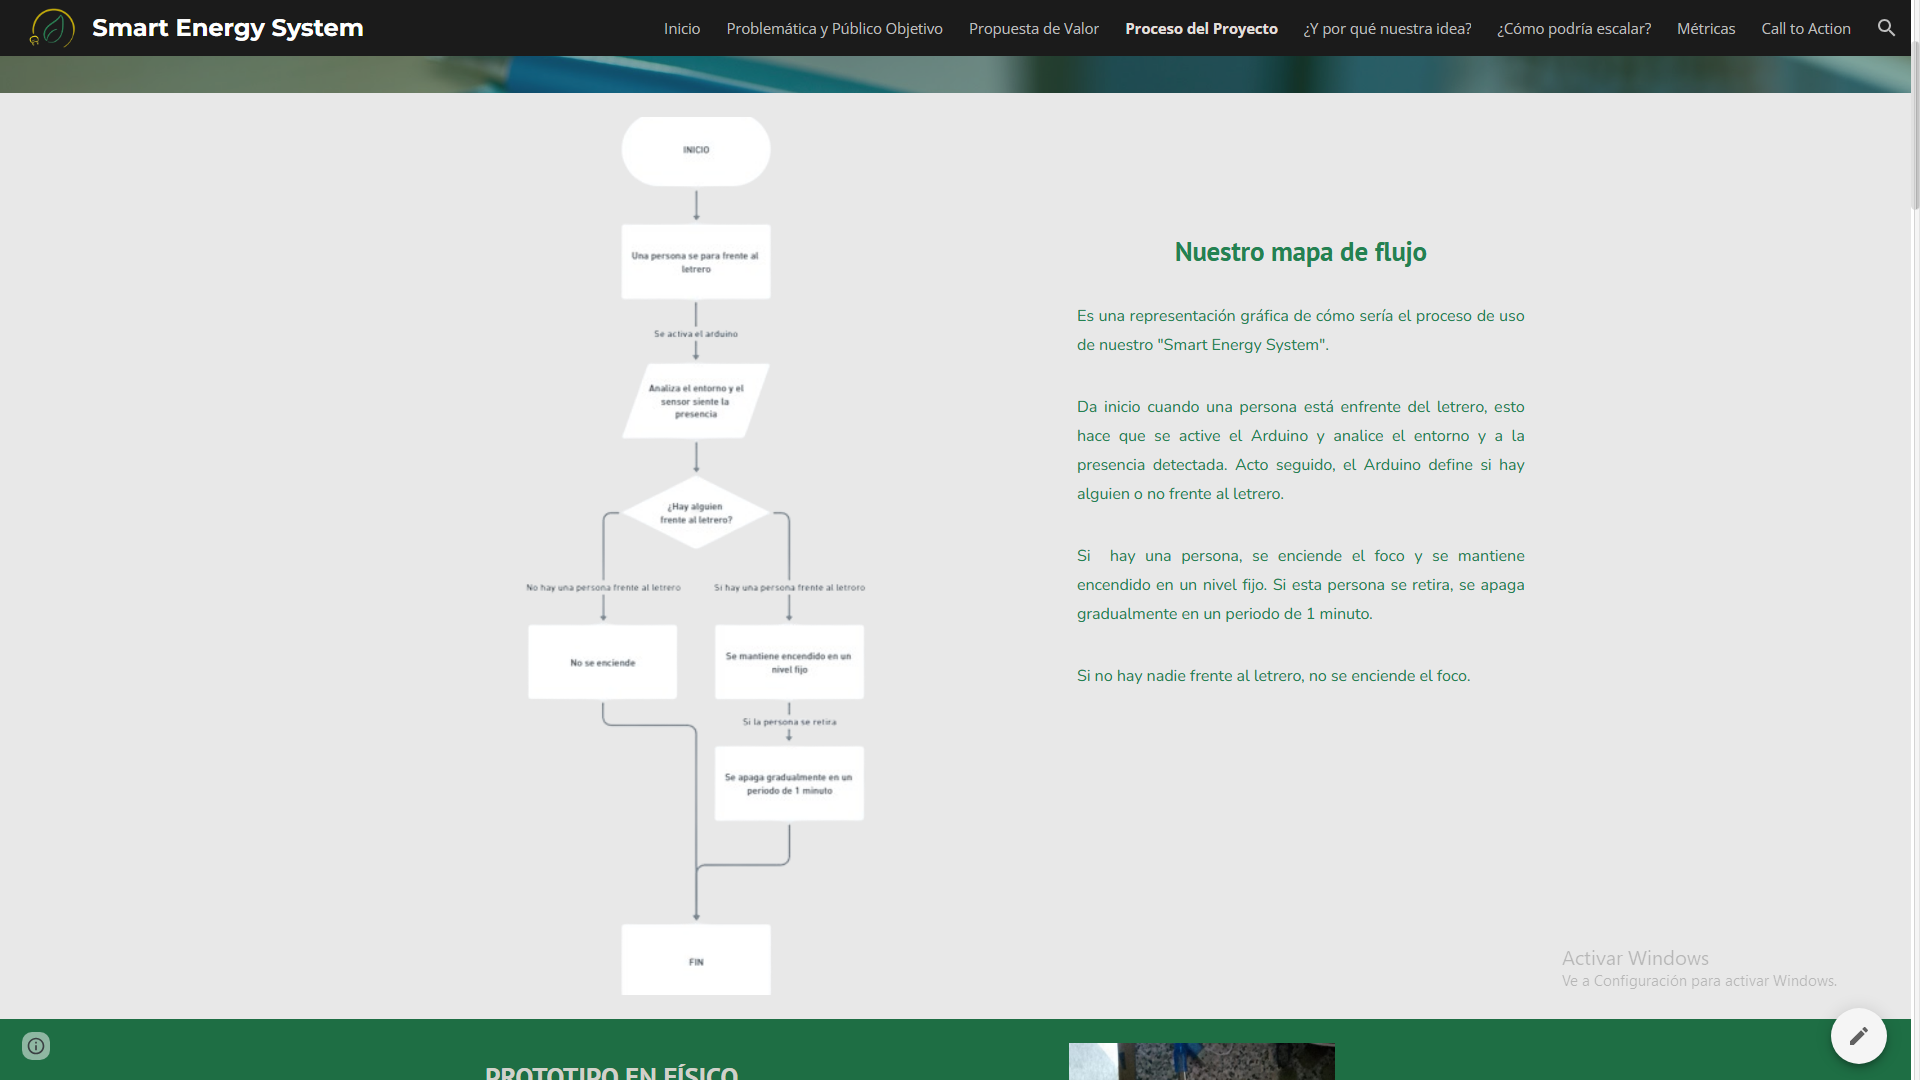 Smart Energy System
Inicio
Problemática y Público Objetivo
Propuesta de Valor
Proceso del Proyecto
¿Y por qué nuestra idea?
¿Cómo podría escalar?
Métricas
Call to Action
INICIO
Una persona se para frente al
letrero
Se activa el arduino
Analiza el entorno y el
sensor siente la
presencia
¿Hay alguien
frente al letrero?
No hay una persona frente al letrero
Si hay una persona frente al letroro
No se enciende
Se mantiene encendido en un
nivel fijo
Si la persona se retira
Se apaga gradualmente en un
periodo de 1 minuto
FIN
Nuestro mapa de flujo
Es una representación gráfica de cómo sería el proceso de uso
de nuestro "Smart Energy System".
Da inicio cuando una persona está enfrente del letrero, esto
hace que se active el Arduino y analice el entorno y a la
presencia detectada. Acto seguido, el Arduino define si hay
alguien o no frente al letrero.
Si hay una persona, se enciende el foco y se mantiene
encendido en un nivel fijo. Si esta persona se retira, se apaga
gradualmente en un periodo de 1 minuto.
Si no hay nadie frente al letrero, no se enciende el foco.
Activar Windows
Ve a Configuración para activar Windows.
PROTOTIPO EN FÍSICO